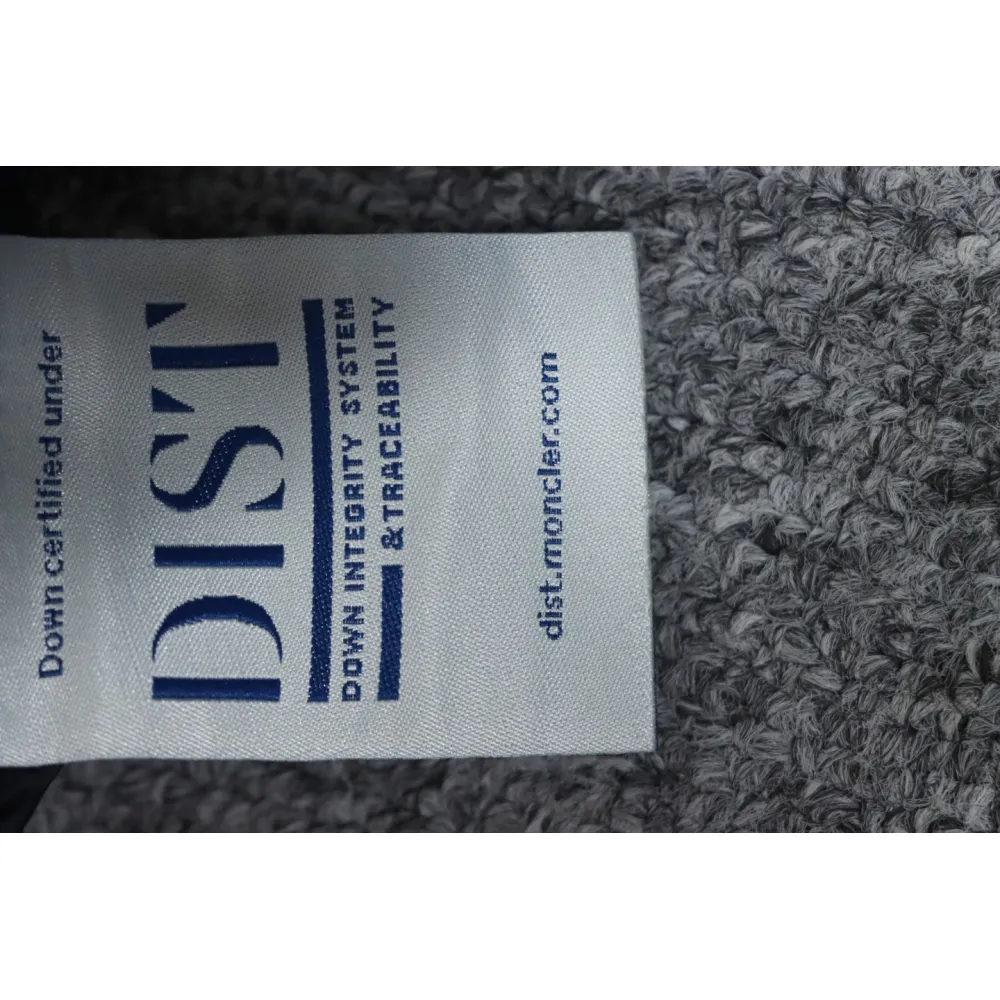 Down certified under
DIST
DOWN INTEGRITY SYSTEM
& TRACEABILITY
dist.moncler.com